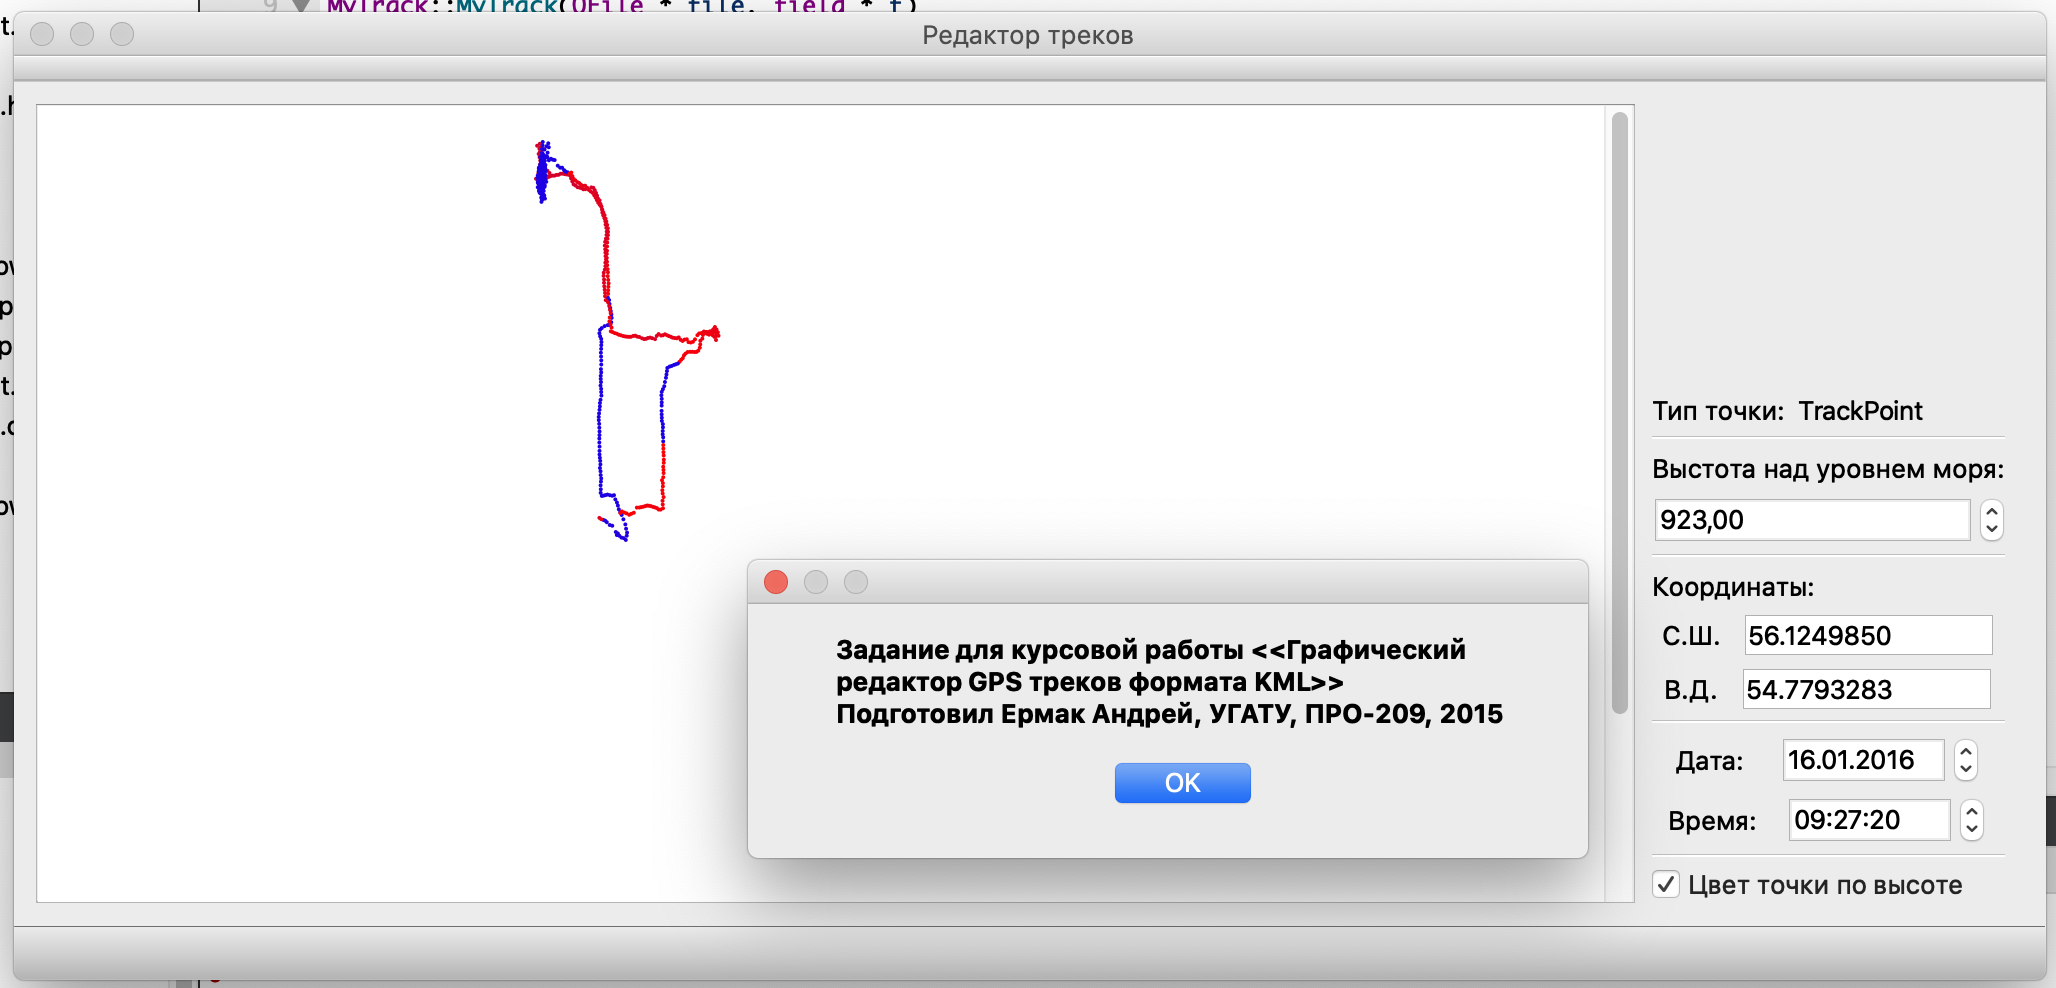 9 MyTrack::MyTrack(QFile * file, field * f)
Редактор треков
Тип точки: TrackPoint
Выстота над уровнем моря:
923,00
Координаты:
С.Ш. 56.1249850
В.Д. 54.7793283
Дата: 16.01.2016
Время: 09:27:20
Цвет точки по высоте
Задание для курсовой работы <<Графический
редактор GPS треков формата KML>>
Подготовил Ермак Андрей, УГАТУ, ПРО-209, 2015
OK